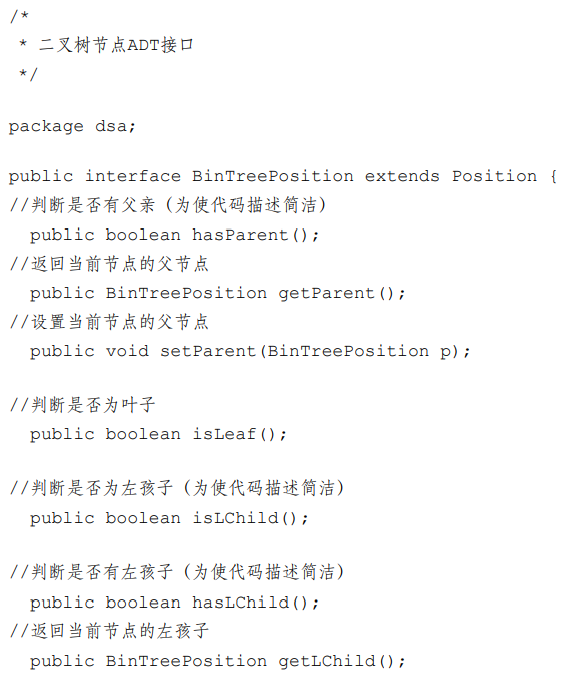 /*
 * 二叉树节点ADT接口
 */
package dsa;
public interface BinTreePosition extends Position {
//判断是否有父亲（为使代码描述简洁）
  public boolean hasParent();
//返回当前节点的父节点
  public BinTreePosition getParent();
//设置当前节点的父节点
  public void setParent(BinTreePosition p);
//判断是否为叶子
  public boolean isLeaf();
//判断是否为左孩子（为使代码描述简洁）
  public boolean isLChild();
//判断是否有左孩子（为使代码描述简洁）
  public boolean hasLChild();
//返回当前节点的左孩子
  public BinTreePosition getLChild();